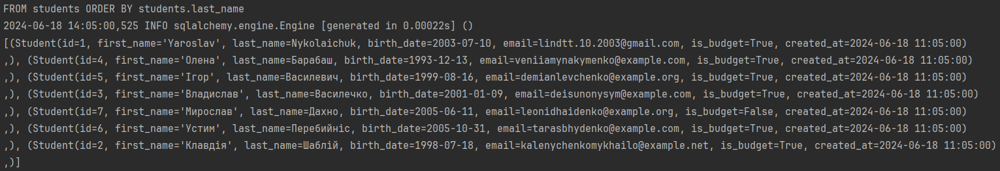 FROM students ORDER BY students.last_name
2024-06-18 14:05:00,525 INFO sqlalchemy.engine.Engine [generated in 0.00022s] ()
[(Student(id=1, first_name='Yaroslav', last_name=Nykolaichuk, birth_date=2003-07-10, email=lindtt.10.2003@gmail.com, is_budget=True, created_at=2024-06-18 11:05:00)
,), (Student(id=4, first_name='Олена', last_name=Барабаш, birth_date=1993-12-13, email=veniiamynakymenko@example.com, is_budget=True, created_at=2024-06-18 11:05:00)
,), (Student(id=5, first_name='Ігор', last_name=Василевич, birth_date=1999-08-16, email=demianlevchenko@example.org, is_budget=True, created_at=2024-06-18 11:05:00)
,), (Student(id=3, first_name='Владислав', last_name=Василечко, birth_date=2001-01-09, email=deisunonysym@example.com, is_budget=True, created_at=2024-06-18 11:05:00)
,), (Student(id=7, first_name='Мирослав', last_name=Дахно, birth_date=2005-06-11, email=leonidhaidenko@example.org, is_budget=False, created_at=2024-06-18 11:05:00)
,), (Student(id=6, first_name='Устим', last_name=Перебийніс, birth_date=2005-10-31, email=tarasbhydenko@example.com, is_budget=True, created_at=2024-06-18 11:05:00)
,), (Student(id=2, first_name='Клавдія', last_name=Шаблій, birth_date=1998-07-18, email=kalenychenkomykhailo@example.net, is_budget=True, created_at=2024-06-18 11:05:00)
,)]